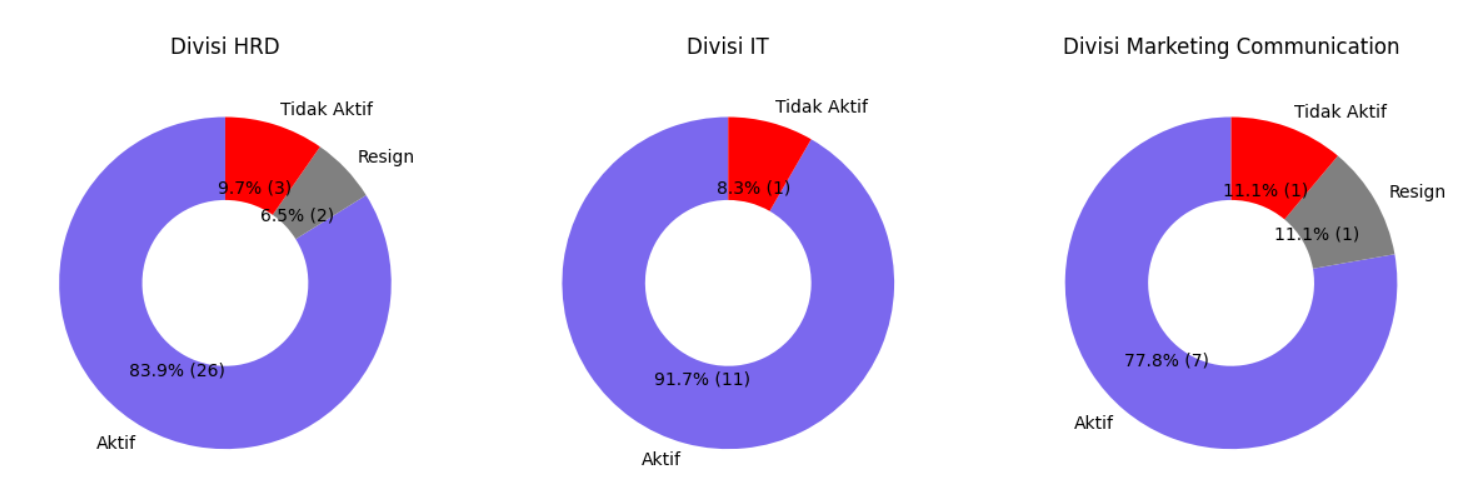 Divisi HRD
Tidak Aktif
Resign
9.7% (3)
6.5% (2)
83.9% (26)
Aktif
Divisi IT
Tidak Aktif
8.3% (1)
91.7% (11)
Aktif
Divisi Marketing Communication
Tidak Aktif
Resign
11.1% (1)
11.1% (1)
77.8% (7)
Aktif